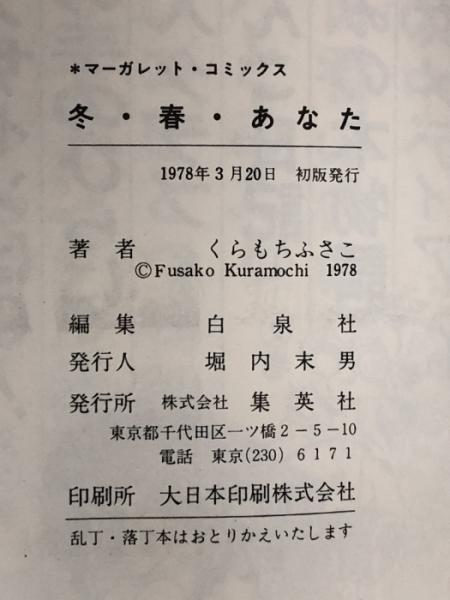 *マーガレット・コミックス
冬・春・あなた
1978年3月20日 初版発行
著者 くらもちふさこ
©Fusako Kuramochi 1978
編集 白泉社
発行人 堀内末男
発行所 株式会社 集英社
東京都千代田区一ツ橋2-5-10
電話 東京(230)6171
印刷所 大日本印刷株式会社
乱丁・落丁本はおとりかえいたします